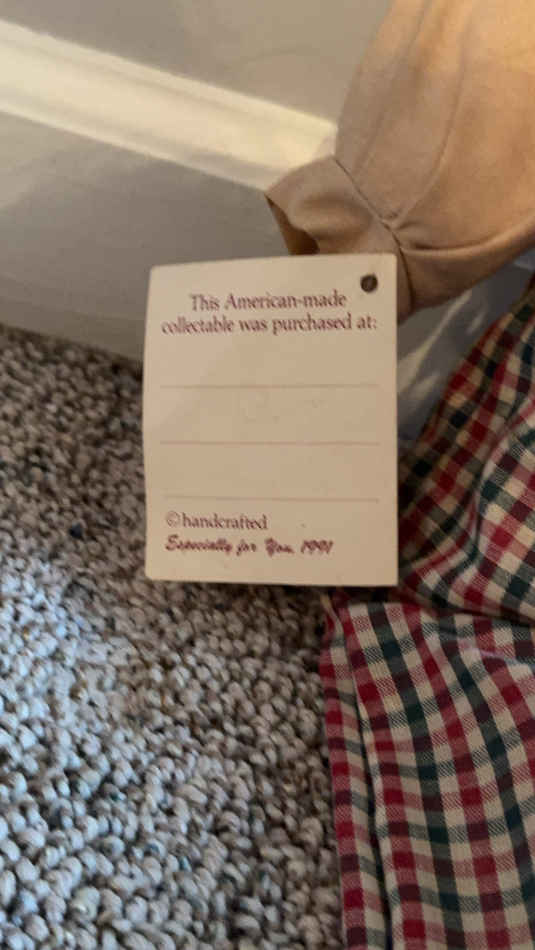 This American-made
collectable was purchased at:
©handcrafted
Especially for You, 1991